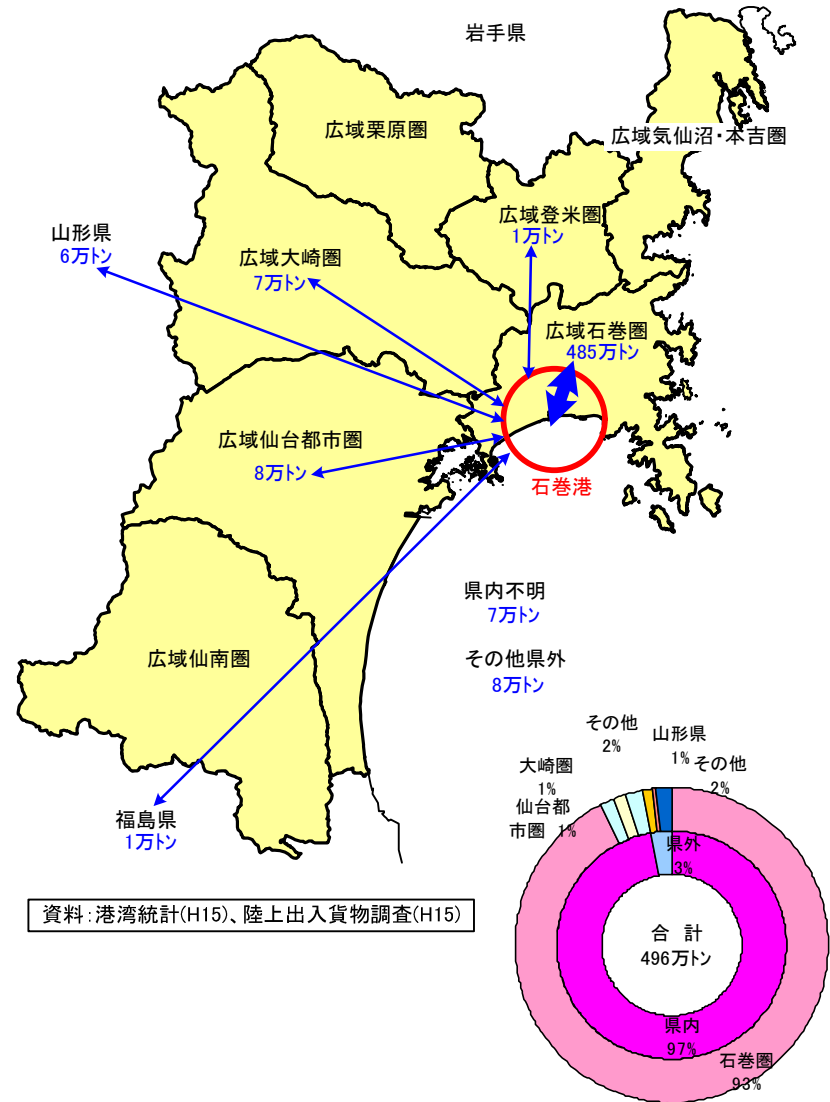 岩手県
広域栗原圏
広域気仙沼・本吉圏
広域登米圏
1万トン
山形県
6万トン
広域大崎圏
7万トン
広域石巻圏
485万トン
広域仙台都市圏
8万トン
石巻港
県内不明
7万トン
広域仙南圏
その他県外
8万トン
福島県
1万トン
資料:港湾統計(H15)、陸上出入貨物調査(H15)
その他
2%
山形県
1%
その他
2%
大崎圏
1%
仙台都
市圏 1%
県外
3%
合 計
496万トン
県内
97%
石巻圏
93%